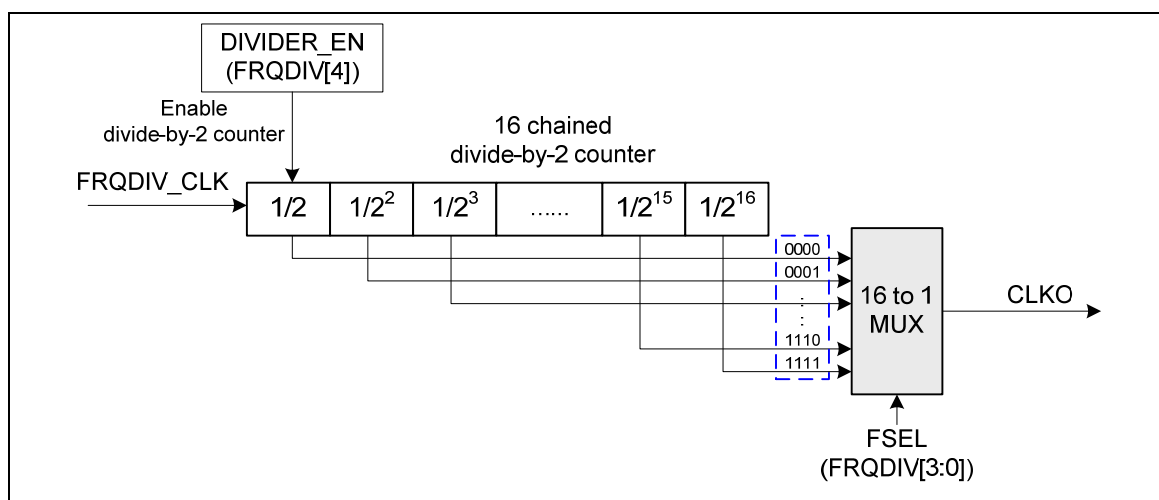 DIVIDER_EN
(FRQDIV[4])
Enable
divide-by-2 counter
16 chained
divide-by-2 counter
FRQDIV_CLK
1/2
1/2²
1/2³
......
1/2¹⁵
1/2¹⁶
0000
0001
1110
1111
16 to 1
MUX
CLKO
FSEL
(FRQDIV[3:0])